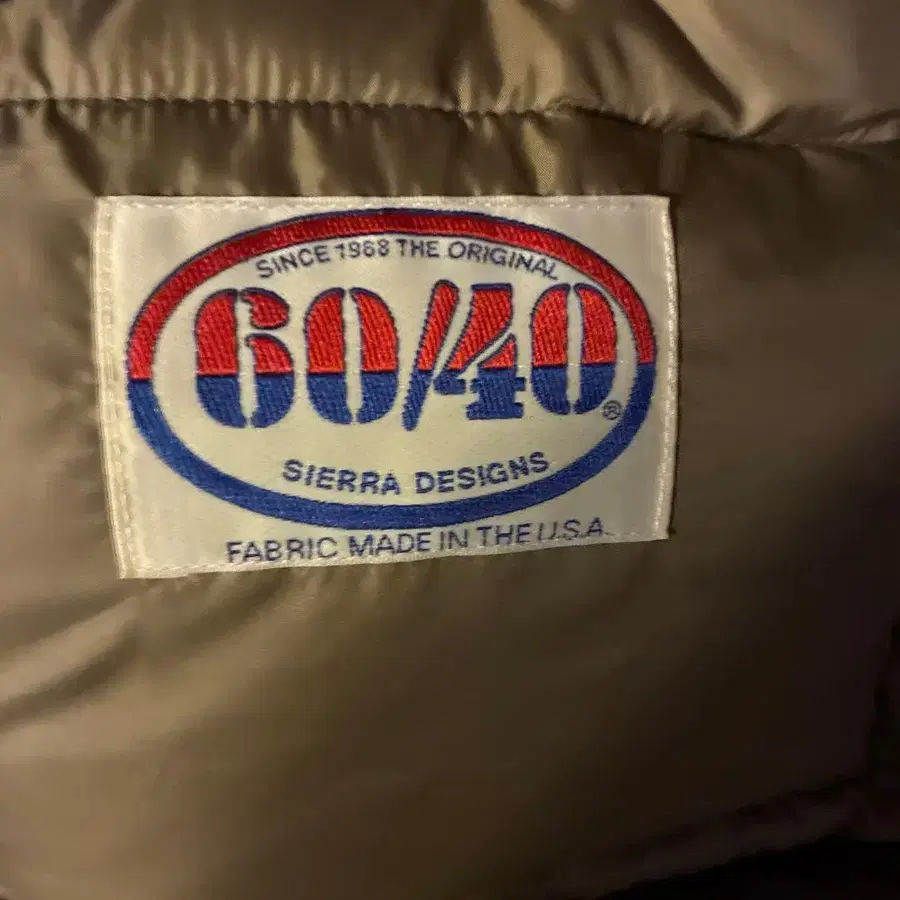 SINCE 1968 THE ORIGINAL
60/40®
SIERRA DESIGNS
FABRIC MADE IN THE U.S.A.